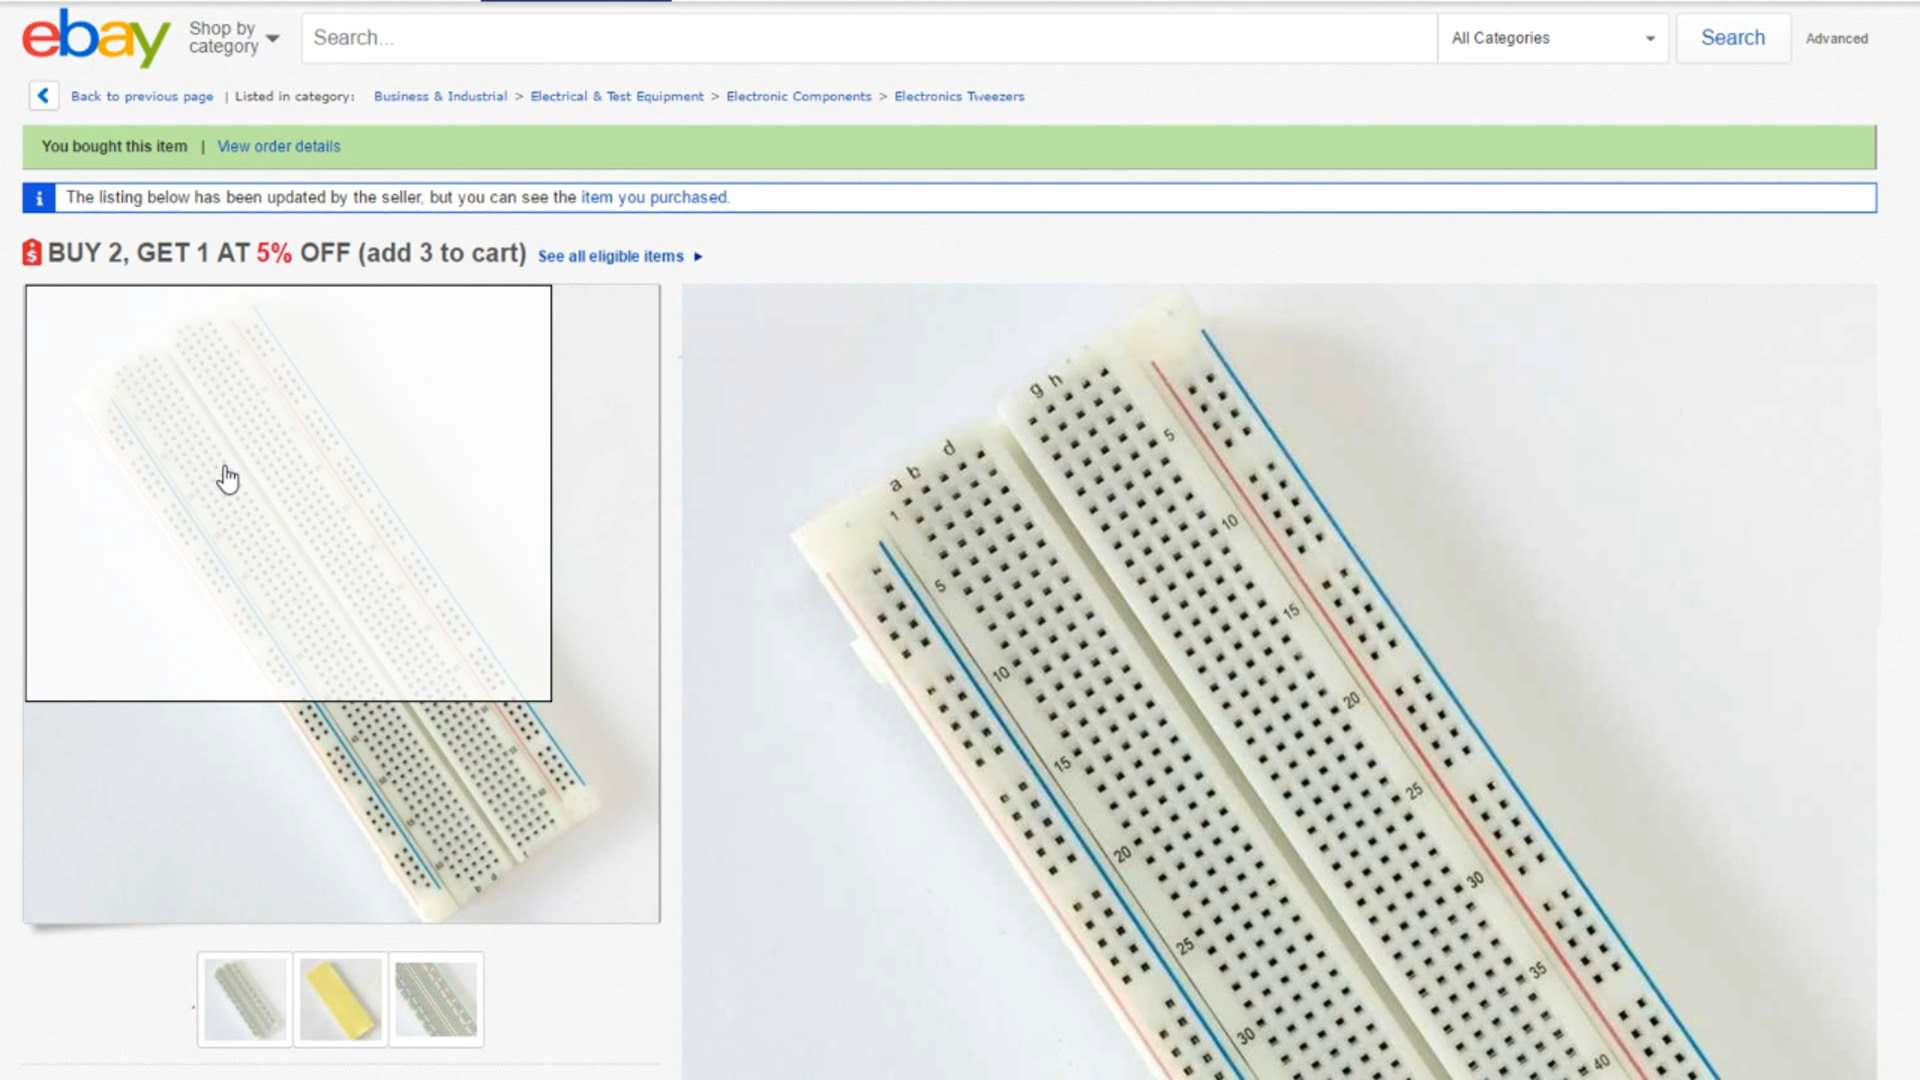 ebay
Shop by
category
Search...
All Categories
Search
Advanced
Back to previous page | Listed in category: Business & Industrial > Electrical & Test Equipment > Electronic Components > Electronics Tweezers
You bought this item | View order details
i The listing below has been updated by the seller, but you can see the item you purchased.
$ BUY 2, GET 1 AT 5% OFF (add 3 to cart) See all eligible items
g h
a b d
1
5
10
15
20
25
30
5
10
15
20
25
30
35
40